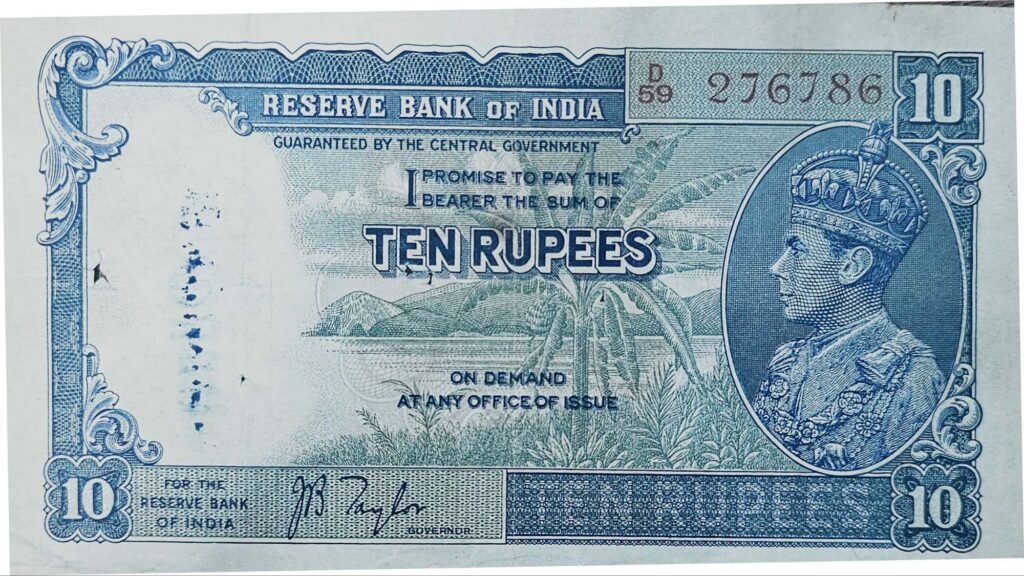 10
RESERVE BANK OF INDIA
D/59 276786
GUARANTEED BY THE CENTRAL GOVERNMENT
I PROMISE TO PAY THE
BEARER THE SUM OF
TEN RUPEES
ON DEMAND
AT ANY OFFICE OF ISSUE
10
FOR THE
RESERVE BANK
OF INDIA
JB Taylor
GOVERNOR
RUPEES
10